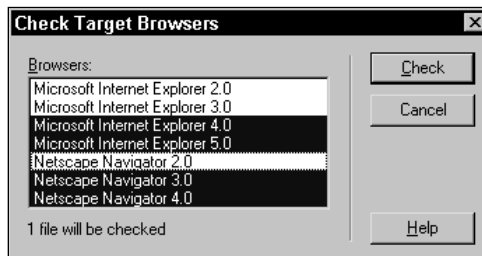 Check Target Browsers
Browsers:
Microsoft Internet Explorer 2.0
Microsoft Internet Explorer 3.0
Microsoft Internet Explorer 4.0
Microsoft Internet Explorer 5.0
Netscape Navigator 2.0
Netscape Navigator 3.0
Netscape Navigator 4.0
1 file will be checked
Check
Cancel
Help